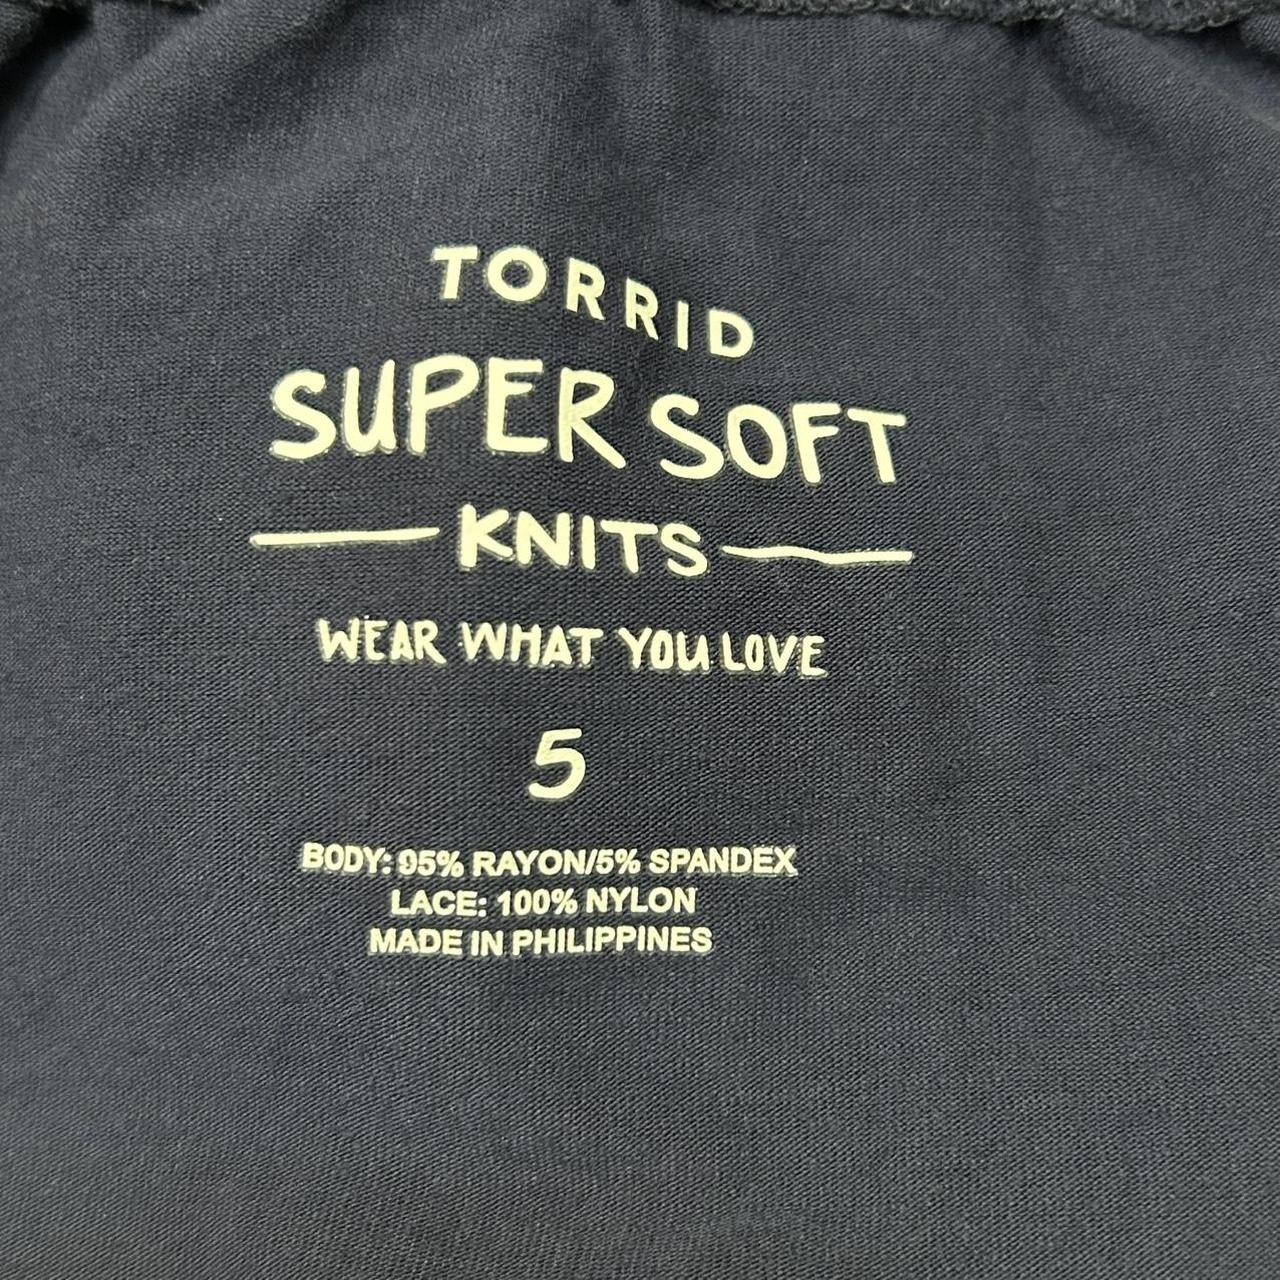 TORRID
SUPER SOFT
KNITS
WEAR WHAT YOU LOVE
5
BODY: 95% RAYON/5% SPANDEX
LACE: 100% NYLON
MADE IN PHILIPPINES